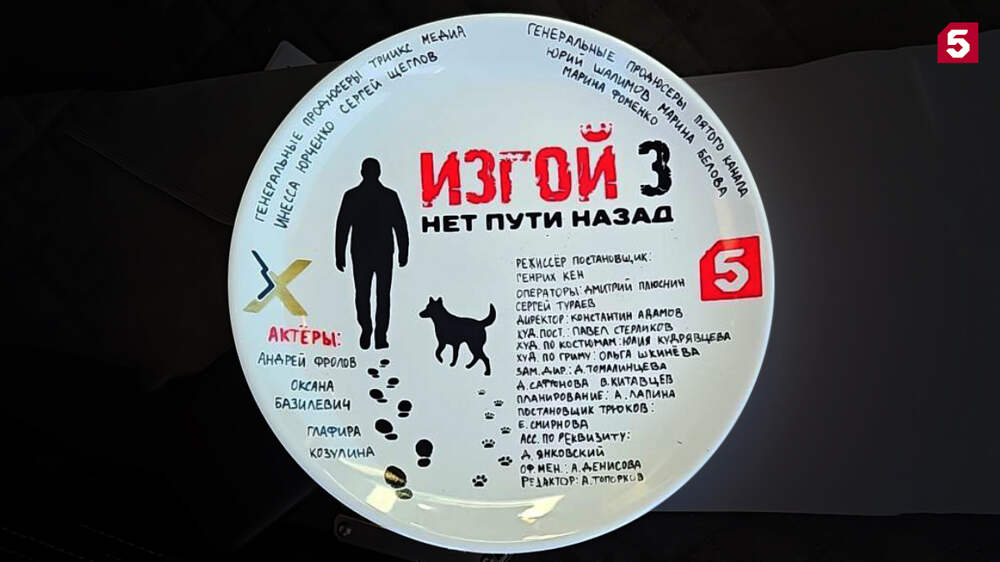 ГЕНЕРАЛЬНЫЕ ПРОДЮСЕРЫ ТРИИКС МЕДИА
ИНЕССА ЮРЧЕНКО СЕРГЕЙ ЩЕГЛОВ
ГЕНЕРАЛЬНЫЕ ПРОДЮСЕРЫ ПЯТОГО КАНАЛА
ЮРИЙ ШАЛИМОВ МАРИНА БЕЛОВА
МАРИНА ФОМЕНКО
5
ИЗГОЙ 3
НЕТ ПУТИ НАЗАД
X
5
АКТЁРЫ:
АНДРЕЙ ФРОЛОВ
ОКСАНА
БАЗИЛЕВИЧ
ГЛАФИРА
КОЗУЛИНА
РЕЖИССЁР ПОСТАНОВЩИК:
ГЕНРИХ КЕН
ОПЕРАТОРЫ: ДМИТРИЙ ПЛЮСНИН
СЕРГЕЙ ТУРАЕВ
ДИРЕКТОР: КОНСТАНТИН АДАМОВ
ХУД.ПОСТ.: ПАВЕЛ СТЕРЛИКОВ
ХУД. ПО КОСТЮМАМ: ЮЛИЯ КУДРЯВЦЕВА
ХУД. ПО ГРИМУ: ОЛЬГА ШКИНЁВА
ЗАМ. ДИР.: Д. ТОМАЛИНЦЕВА
Д. САФРОНОВА В. КИТАВЦЕВ
ПЛАНИРОВАНИЕ: А. ЛАПИНА
ПОСТАНОВЩИК ТРЮКОВ:
Е. СМИРНОВА
АСС. ПО РЕКВИЗИТУ:
Д. ЯНКОВСКИЙ
ОФ. МЕН.: А. ДЕНИСОВА
РЕДАКТОР: А. ТОПОРКОВ